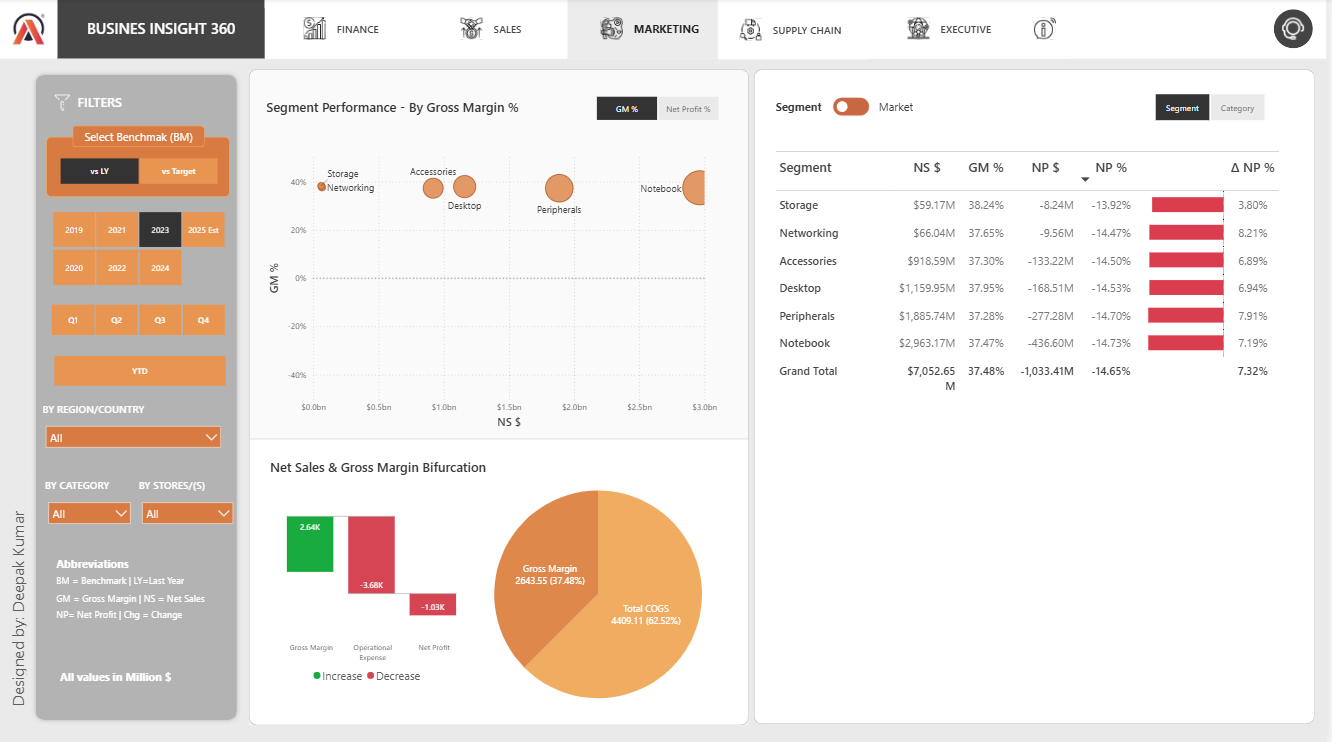 BUSINES INSIGHT 360
FINANCE
SALES
MARKETING
SUPPLY CHAIN
EXECUTIVE
FILTERS
Select Benchmak (BM)
vs LY
vs Target
2019
2021
2023
2025 Est
2020
2022
2024
Q1
Q2
Q3
Q4
YTD
BY REGION/COUNTRY
All
BY CATEGORY
BY STORES/(S)
All
All
Abbreviations
BM = Benchmark | LY=Last Year
GM = Gross Margin | NS = Net Sales
NP= Net Profit | Chg = Change
All values in Million $
Designed by: Deepak Kumar
Segment Performance - By Gross Margin %
GM %
Net Profit %
GM %
40%
20%
0%
-20%
-40%
Storage
Networking
Accessories
Desktop
Peripherals
Notebook
$0.0bn
$0.5bn
$1.0bn
$1.5bn
$2.0bn
$2.5bn
$3.0bn
NS $
Net Sales & Gross Margin Bifurcation
2.64K
-3.68K
-1.03K
Gross Margin
Operational
Expense
Net Profit
Increase
Decrease
Gross Margin
2643.55 (37.48%)
Total COGS
4409.11 (62.52%)
Segment
Market
Segment
Category
Segment NS $ GM % NP $ NP % Δ NP %
Storage $59.17M 38.24% -8.24M -13.92% 3.80%
Networking $66.04M 37.65% -9.56M -14.47% 8.21%
Accessories $918.59M 37.30% -133.22M -14.50% 6.89%
Desktop $1,159.95M 37.95% -168.51M -14.53% 6.94%
Peripherals $1,885.74M 37.28% -277.28M -14.70% 7.91%
Notebook $2,963.17M 37.47% -436.60M -14.73% 7.19%
Grand Total $7,052.65 37.48% -1,033.41M -14.65% 7.32%
M